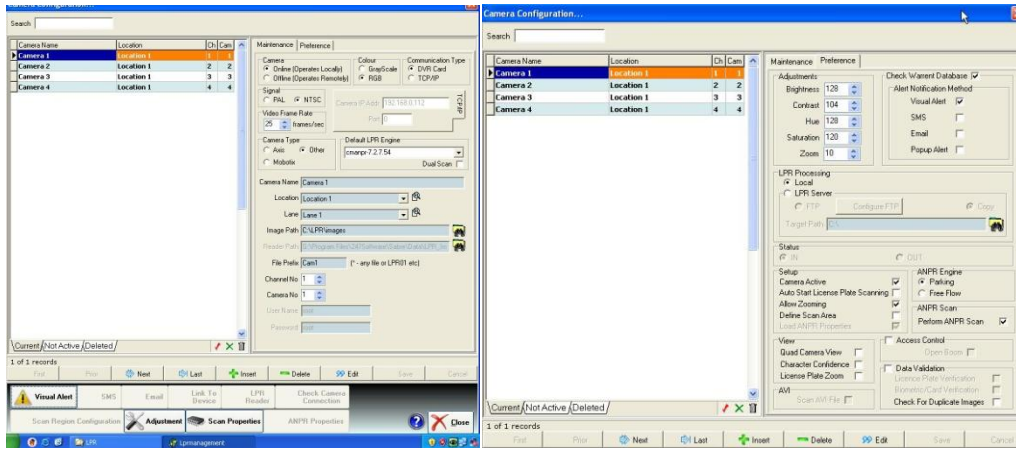 Camera Configuration...
Search
Camera Name Location Ch Cam
Camera 1 Location 1 1 1
Camera 2 Location 1 2 2
Camera 3 Location 1 3 3
Camera 4 Location 1 4 4
Current Not Active Deleted
Maintenance Preference
Camera
Online (Operates Locally)
Offline (Operates Remotely)
Colour
GrayScale
RGB
Communication Type
DVR Card
TCP/IP
Signal
PAL NTSC
Camera IP Addr 192.168.0.112
Port 0
TCP/IP
Video Frame Rate
25 frames/sec
Camera Type
Axis Other
Mobotix
Default LPR Engine
cmanpr-7.2.7.54
Dual Scan
Camera Name Camera 1
Location Location 1
Lane Lane 1
Image Path C:\LPR\images
Reader Path
File Prefix Cam1 (* - any file or LPR01 etc)
Channel No 1
Camera No 1
User Name root
Password root
1 of 1 records
First Prior Next Last Insert Delete Edit Save Cancel
Visual Alert SMS Email Link To Device LPR Reader Check Camera Connection
Scan Region Configuration Adjustment Scan Properties ANPR Properties Close
LPR Lprmanagement
Camera Configuration...
Search
Camera Name Location Ch Cam
Camera 1 Location 1 1 1
Camera 2 Location 1 2 2
Camera 3 Location 1 3 3
Camera 4 Location 1 4 4
Current Not Active Deleted
Maintenance Preference
Adjustments
Brightness 128
Contrast 104
Hue 128
Saturation 128
Zoom 10
Check Warrent Database
Alert Notification Method
Visual Alert
SMS
Email
Popup Alert
LPR Processing
Local
LPR Server
FTP Configure FTP Copy
Target Path C:\
Status
IN OUT
Setup
Camera Active
Auto Start License Plate Scanning
Allow Zooming
Define Scan Area
Load ANPR Properties
ANPR Engine
Parking
Free Flow
ANPR Scan
Perform ANPR Scan
View
Quad Camera View
Character Confidence
License Plate Zoom
AVI
Scan AVI File
Access Control
Open Boom
Data Validation
Licence Plate Verification
Biometric/Card Verification
Check For Duplicate Images
1 of 1 records
First Prior Next Last Insert Delete Edit Save Cancel